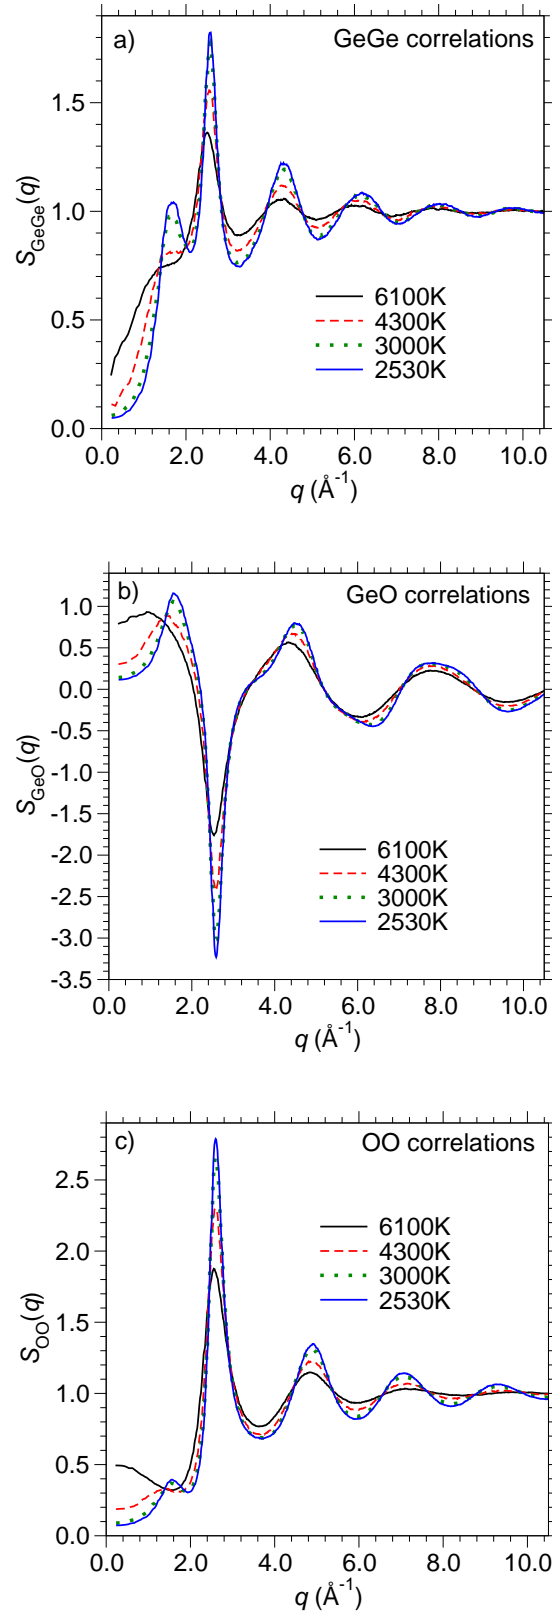 a) GeGe correlations
1.5
1.0
0.5
0.0
S_GeGe(q)
6100K
4300K
3000K
2530K
0.0 2.0 4.0 6.0 8.0 10.0
q (Å⁻¹)
b) GeO correlations
1.0
0.5
0.0
-0.5
-1.0
-1.5
-2.0
-2.5
-3.0
-3.5
S_GeO(q)
6100K
4300K
3000K
2530K
0.0 2.0 4.0 6.0 8.0 10.0
q (Å⁻¹)
c) OO correlations
2.5
2.0
1.5
1.0
0.5
0.0
S_OO(q)
6100K
4300K
3000K
2530K
0.0 2.0 4.0 6.0 8.0 10.0
q (Å⁻¹)